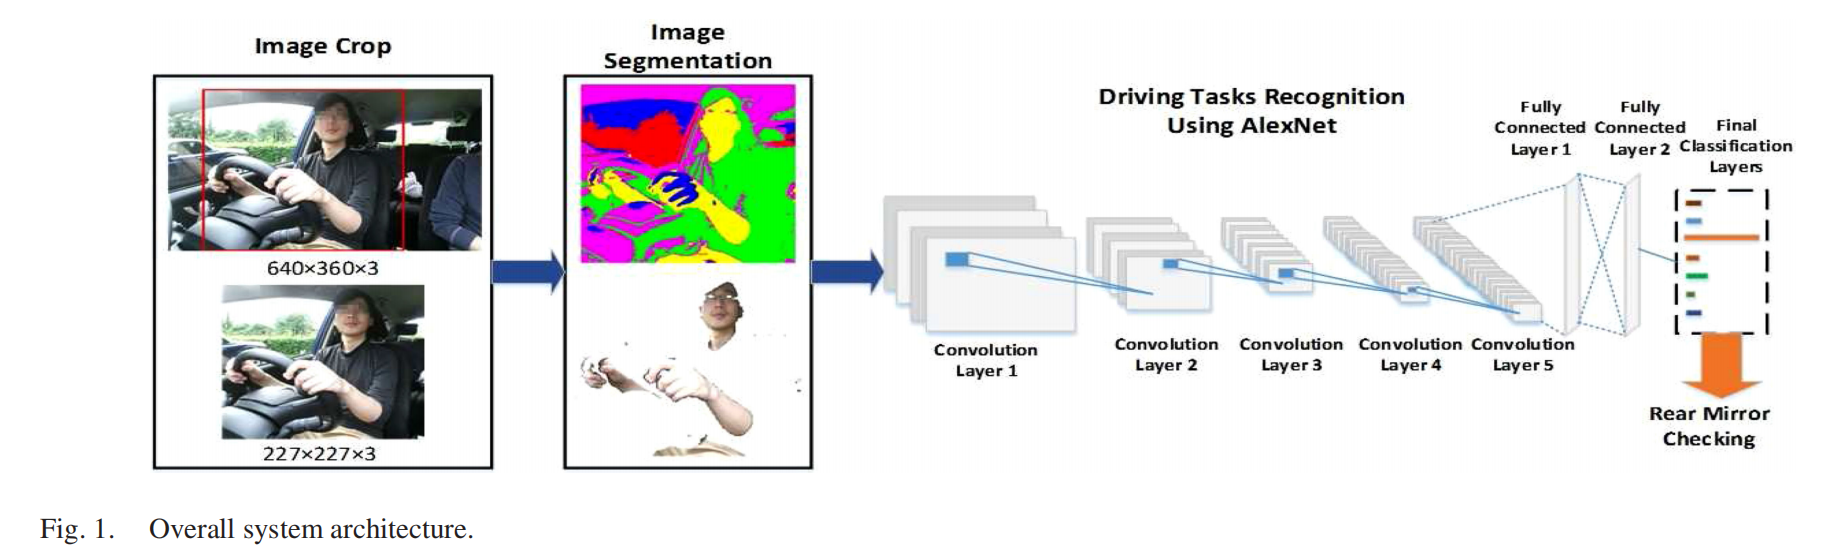 Image Crop
640×360×3
227×227×3
Image
Segmentation
Driving Tasks Recognition
Using AlexNet
Convolution
Layer 1
Convolution
Layer 2
Convolution
Layer 3
Convolution
Layer 4
Convolution
Layer 5
Fully
Connected
Layer 1
Fully
Connected
Layer 2
Final
Classification
Layers
Rear Mirror
Checking
Fig. 1. Overall system architecture.